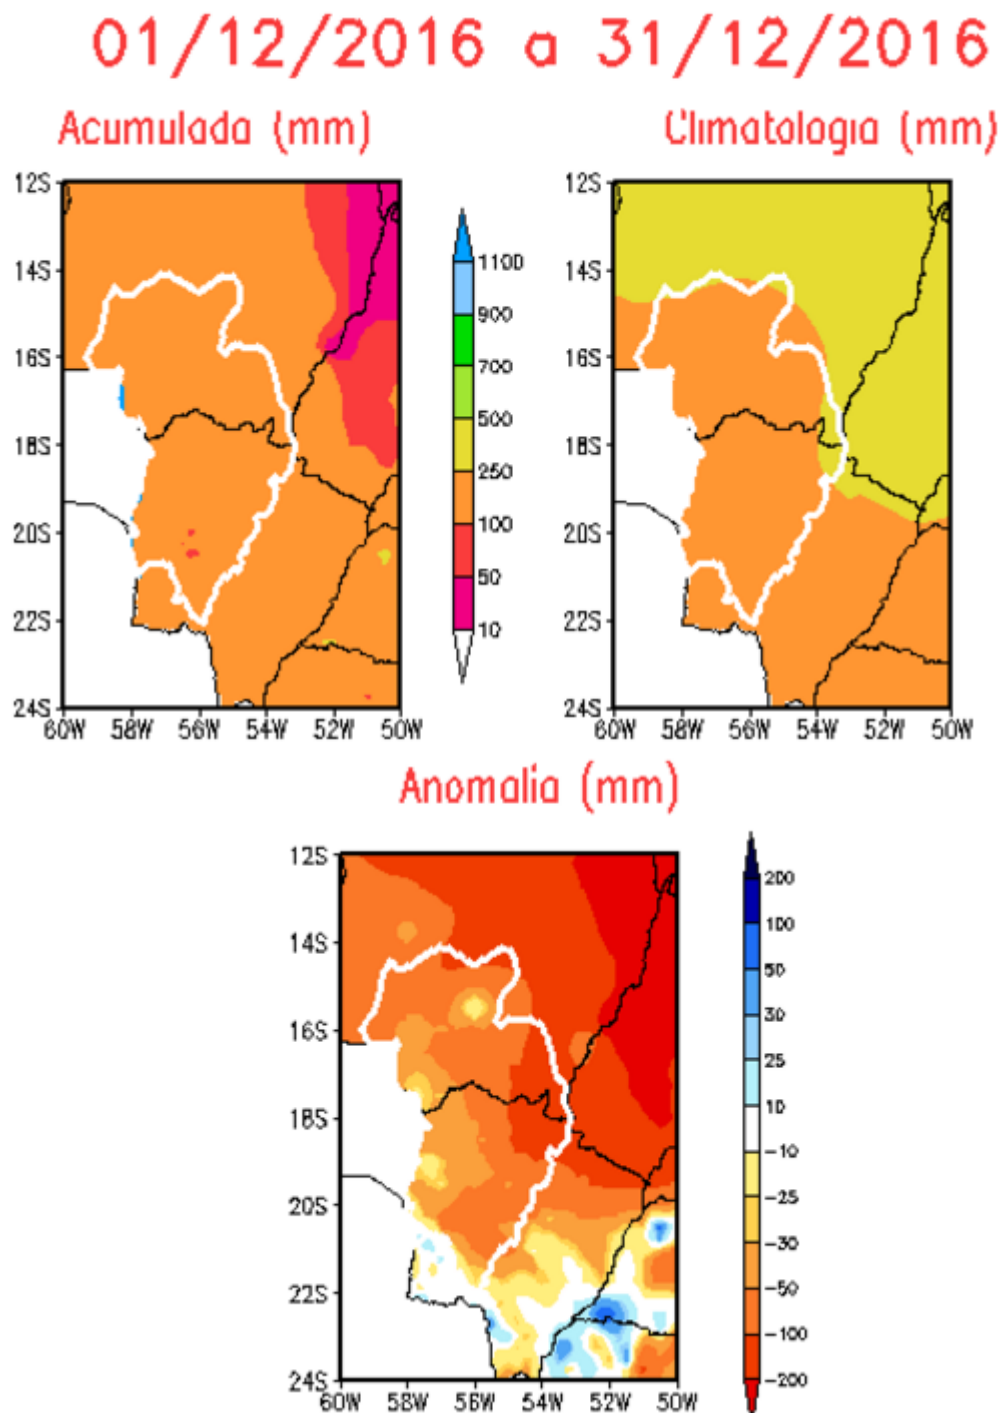 01/12/2016 a 31/12/2016
Acumulada (mm)
Climatologia (mm)
12S
14S
16S
18S
20S
22S
24S
60W 58W 56W 54W 52W 50W
1100
900
700
500
250
100
50
10
12S
14S
16S
18S
20S
22S
24S
60W 58W 56W 54W 52W 50W
Anomalia (mm)
12S
14S
16S
18S
20S
22S
24S
60W 58W 56W 54W 52W 50W
200
100
50
30
25
10
-10
-25
-30
-50
-100
-200